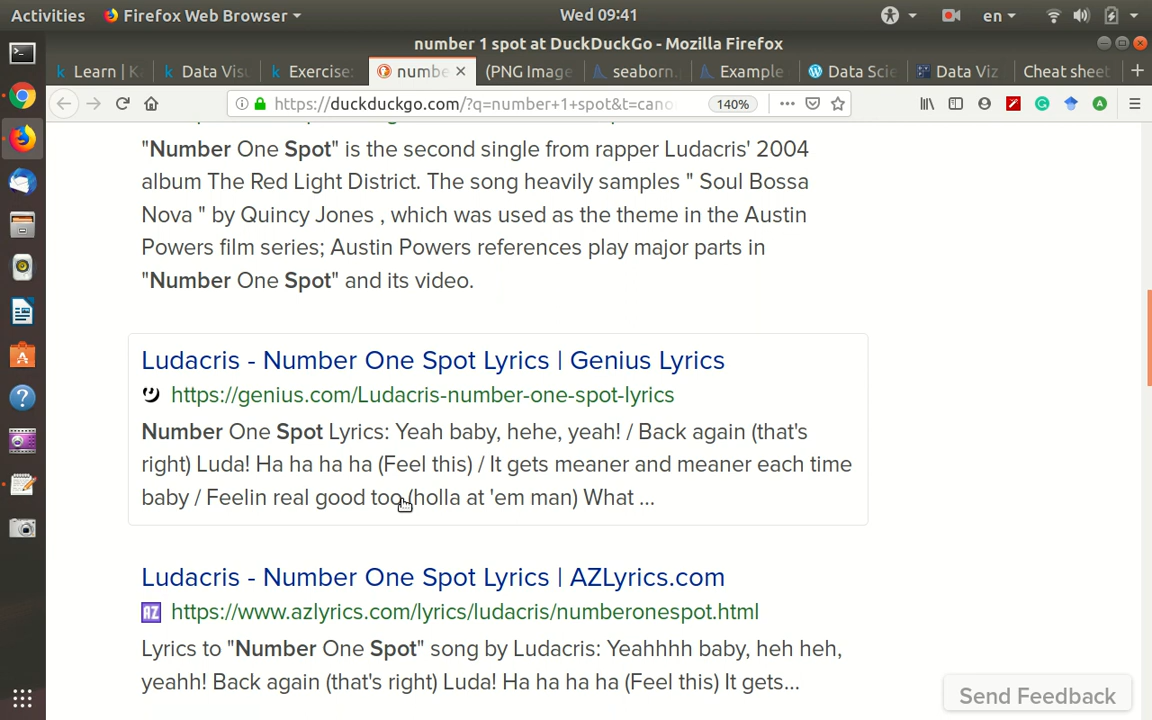 Activities
Firefox Web Browser
Wed 09:41
en
number 1 spot at DuckDuckGo - Mozilla Firefox
Learn | K
Data Vis
Exercise:
numbe
(PNG Image
seaborn.
Example
Data Scie
Data Viz
Cheat sheet
https://duckduckgo.com/?q=number+1+spot&t=cano
140%
"Number One Spot" is the second single from rapper Ludacris' 2004
album The Red Light District. The song heavily samples " Soul Bossa
Nova " by Quincy Jones , which was used as the theme in the Austin
Powers film series; Austin Powers references play major parts in
"Number One Spot" and its video.
Ludacris - Number One Spot Lyrics | Genius Lyrics
https://genius.com/Ludacris-number-one-spot-lyrics
Number One Spot Lyrics: Yeah baby, hehe, yeah! / Back again (that's
right) Luda! Ha ha ha ha (Feel this) / It gets meaner and meaner each time
baby / Feelin real good too (holla at 'em man) What ...
Ludacris - Number One Spot Lyrics | AZLyrics.com
AZ
https://www.azlyrics.com/lyrics/ludacris/numberonespot.html
Lyrics to "Number One Spot" song by Ludacris: Yeahhhh baby, heh heh,
yeahh! Back again (that's right) Luda! Ha ha ha ha (Feel this) It gets...
Send Feedback